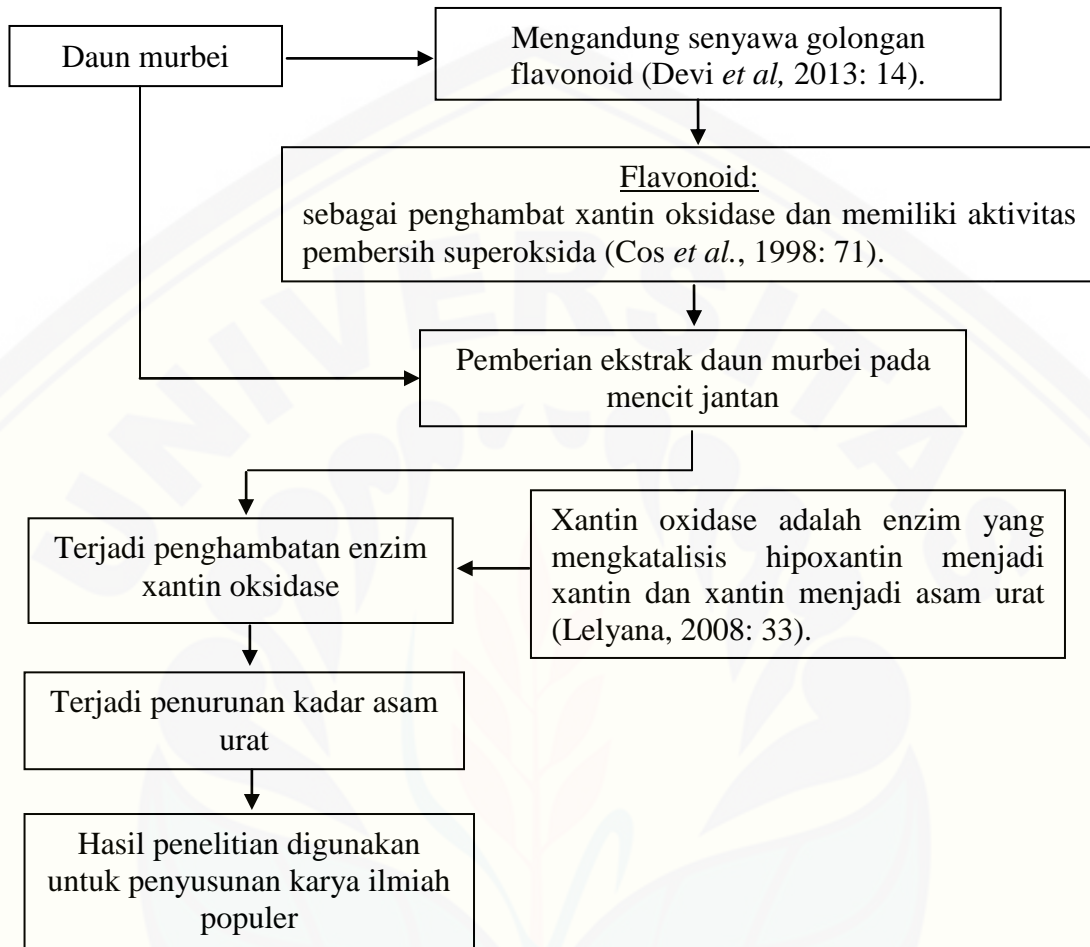 Daun murbei
Mengandung senyawa golongan
flavonoid (Devi et al, 2013: 14).
Flavonoid:
sebagai penghambat xantin oksidase dan memiliki aktivitas
pembersih superoksida (Cos et al., 1998: 71).
Pemberian ekstrak daun murbei pada
mencit jantan
Terjadi penghambatan enzim
xantin oksidase
Xantin oxidase adalah enzim yang
mengkatalisis hipoxantin menjadi
xantin dan xantin menjadi asam urat
(Lelyana, 2008: 33).
Terjadi penurunan kadar asam
urat
Hasil penelitian digunakan
untuk penyusunan karya ilmiah
populer
UNIVERSITAS